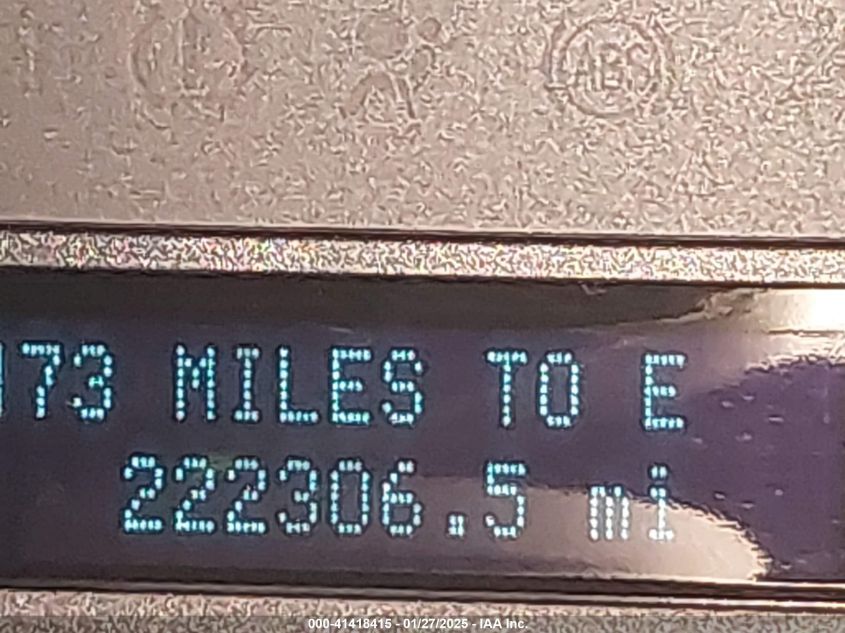 ABS
73 MILES TO E
222306.5 mi
000-41418415 - 01/27/2025 - IAA Inc.